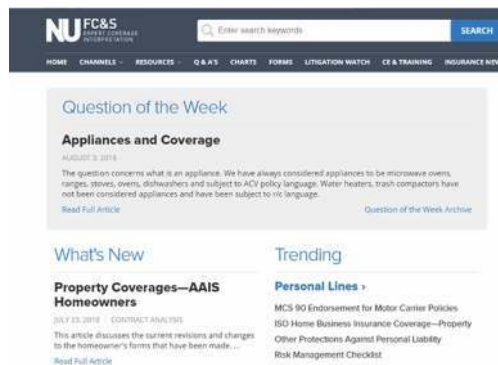 NU FC&S
EXPERT COVERAGE
INTERPRETATION
Enter search keywords
SEARCH
HOME CHANNELS RESOURCES Q & A'S CHARTS FORMS LITIGATION WATCH CE & TRAINING INSURANCE NEW
Question of the Week
Appliances and Coverage
AUGUST 3, 2018
The question concerns what is an appliance. We have always considered appliances to be microwave ovens,
ranges, stoves, ovens, dishwashers and subject to ACV policy language. Water heaters, trash compactors have
not been considered appliances and have been subject to r/c language.
Read Full Article
Question of the Week Archive
What's New
Property Coverages—AAIS
Homeowners
JULY 23, 2018 CONTRACT ANALYSIS
This article discusses the current revisions and changes
to the homeowner's forms that have been made....
Read Full Article
Trending
Personal Lines ›
MCS 90 Endorsement for Motor Carrier Policies
ISO Home Business Insurance Coverage—Property
Other Protections Against Personal Liability
Risk Management Checklist